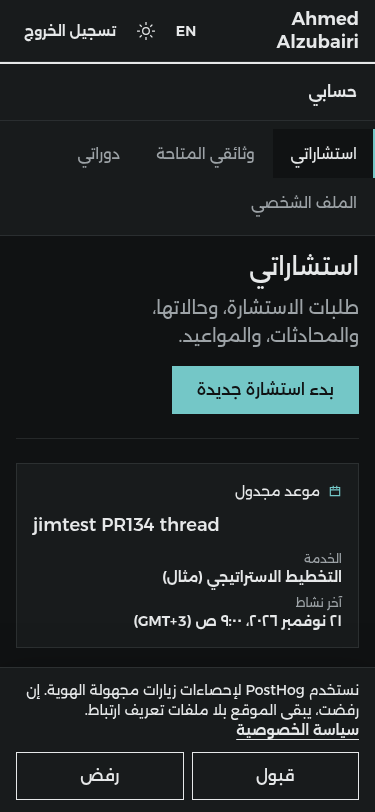 Ahmed
Alzubairi
EN
تسجيل الخروج
حسابي
استشاراتي
وثائقي المتاحة
دوراتي
الملف الشخصي
استشاراتي
طلبات الاستشارة، وحالاتها،
والمحادثات، والمواعيد.
بدء استشارة جديدة
موعد مجدول
jimtest PR134 thread
الخدمة
التخطيط الاستراتيجي (مثال)
آخر نشاط
٢١ نوفمبر ٢٠٢٦، ٩:٠٠ ص (GMT+3)
نستخدم PostHog لإحصاءات زيارات مجهولة الهوية. إن
رفضت، يبقى الموقع بلا ملفات تعريف ارتباط.
سياسة الخصوصية
قبول
رفض